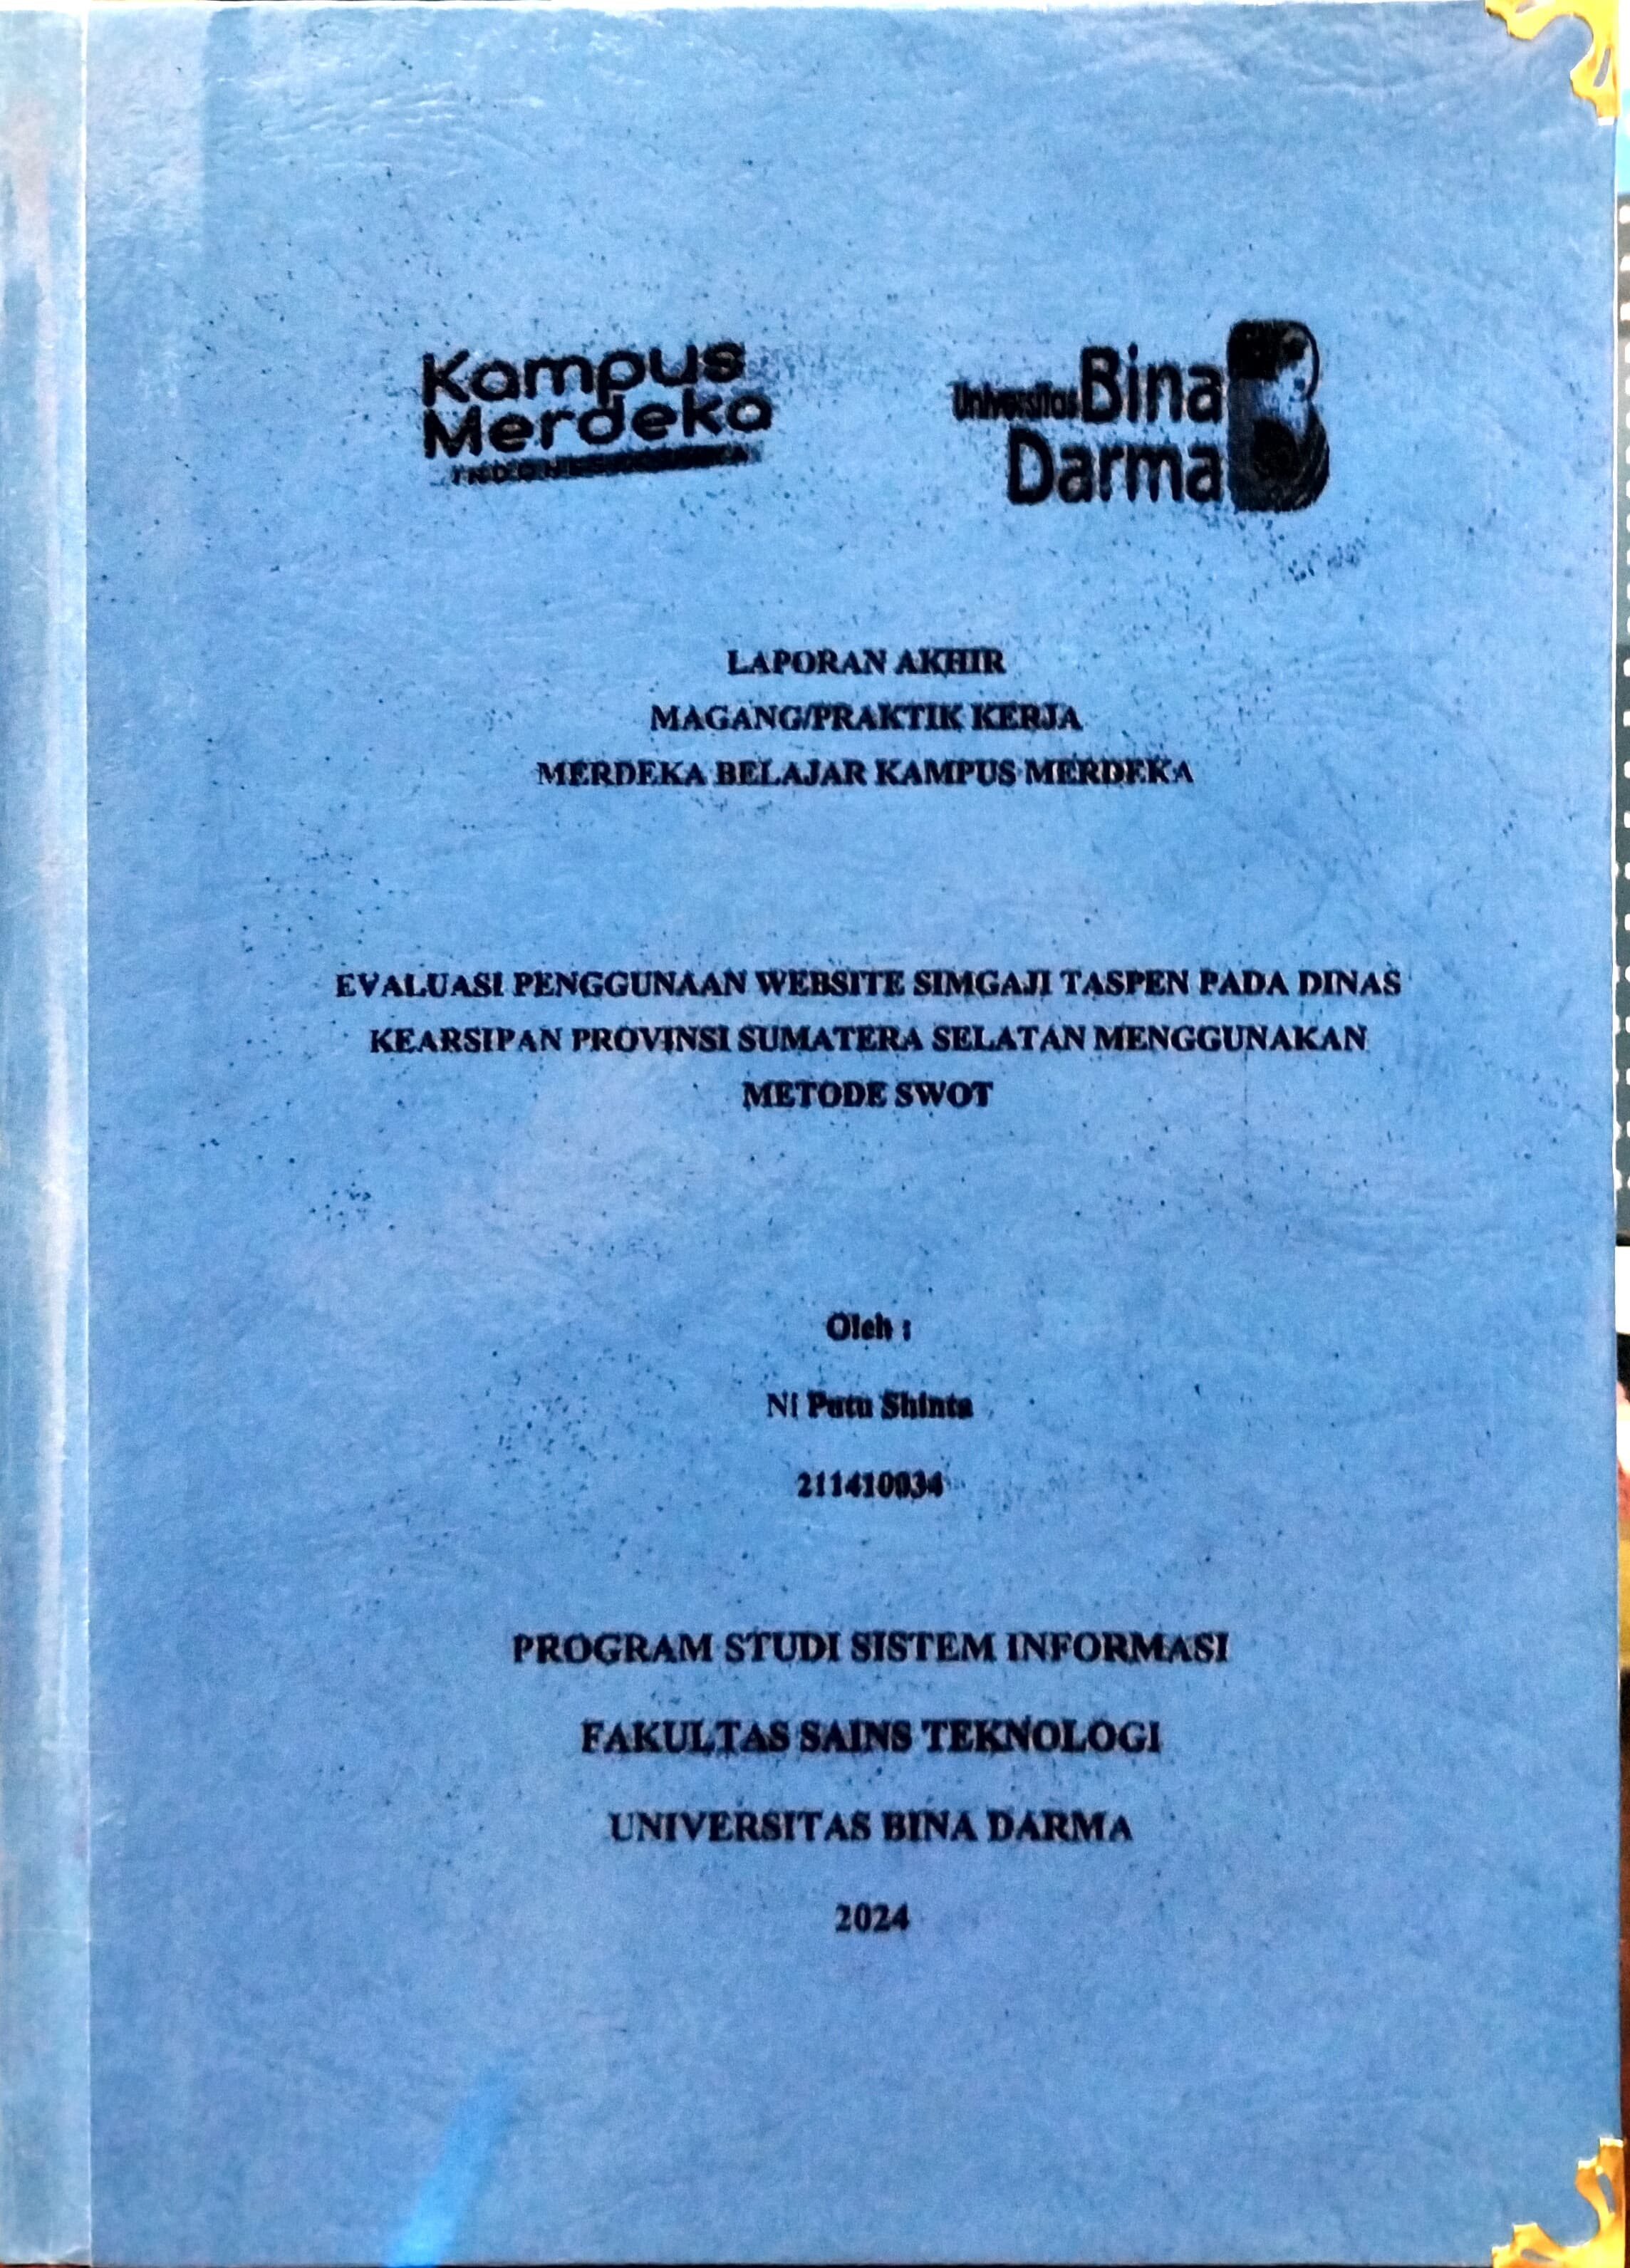 Kampus
Merdeka
INDONESIA
Universitas Bina
Darma
LAPORAN AKHIR
MAGANG/PRAKTIK KERJA
MERDEKA BELAJAR KAMPUS MERDEKA
EVALUASI PENGGUNAAN WEBSITE SIMGAJI TASPEN PADA DINAS
KEARSIPAN PROVINSI SUMATERA SELATAN MENGGUNAKAN
METODE SWOT
Oleh :
Ni Putu Shinta
211410034
PROGRAM STUDI SISTEM INFORMASI
FAKULTAS SAINS TEKNOLOGI
UNIVERSITAS BINA DARMA
2024